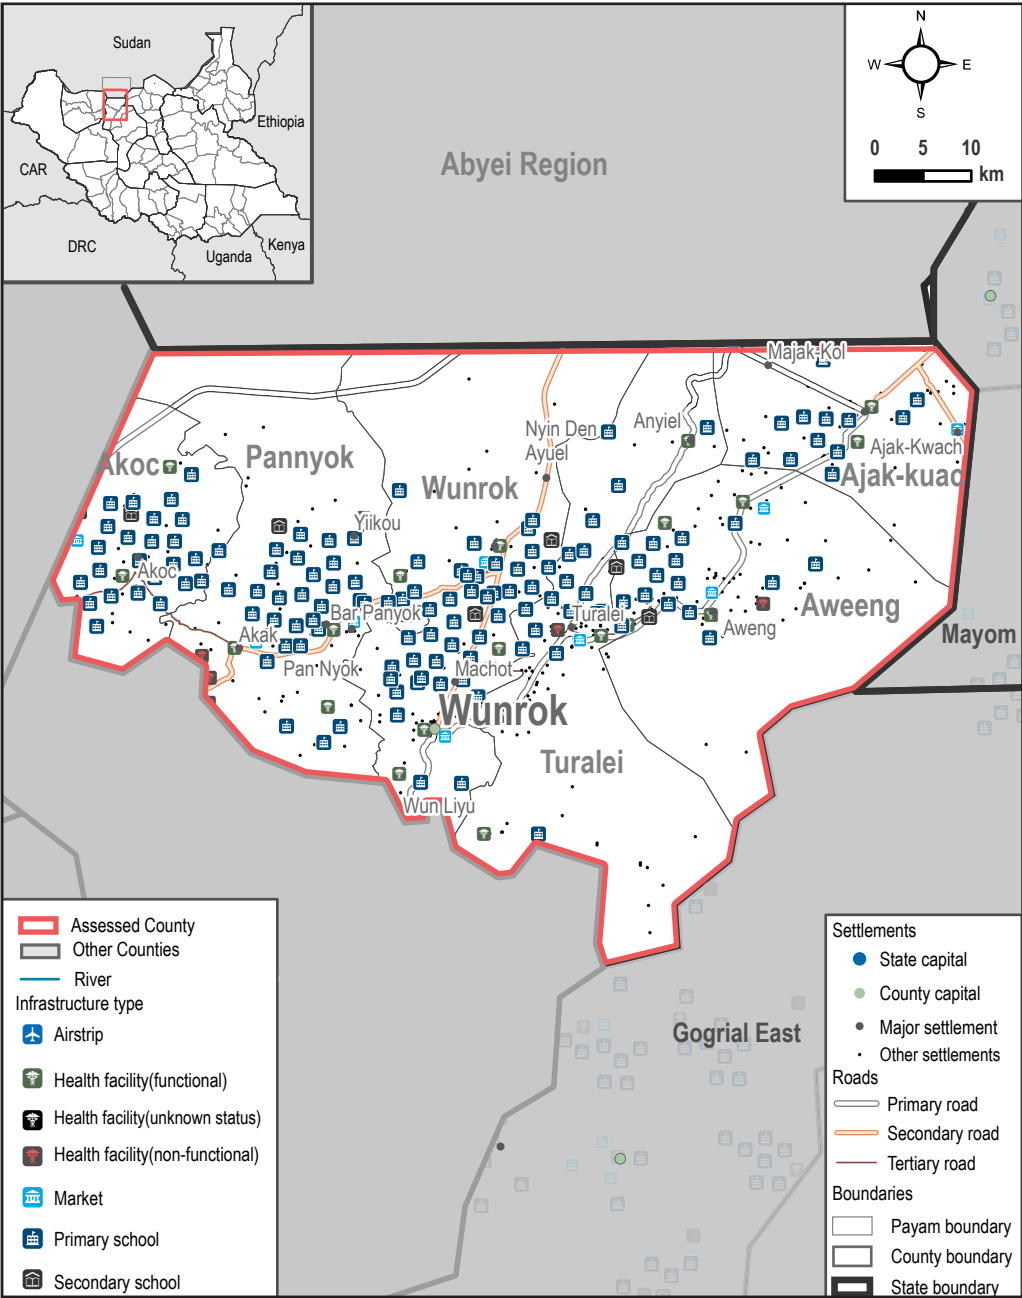 Sudan
Ethiopia
CAR
DRC
Uganda
Kenya
N
W
E
S
0 5 10
km
Abyei Region
Majak-Kol
Nyin Den
Ayuel
Anyiel
Ajak-Kwach
Ajak-kuac
Akoc
Pannyok
Wunrok
Yiikou
Akoc
Bar Panyok
Akak
Pan Nyok
Turalei
Aweng
Aweeng
Mayom
Machot
Wunrok
Turalei
Wun Liyu
Gogrial East
Assessed County
Other Counties
River
Infrastructure type
Airstrip
Health facility(functional)
Health facility(unknown status)
Health facility(non-functional)
Market
Primary school
Secondary school
Settlements
State capital
County capital
Major settlement
Other settlements
Roads
Primary road
Secondary road
Tertiary road
Boundaries
Payam boundary
County boundary
State boundary